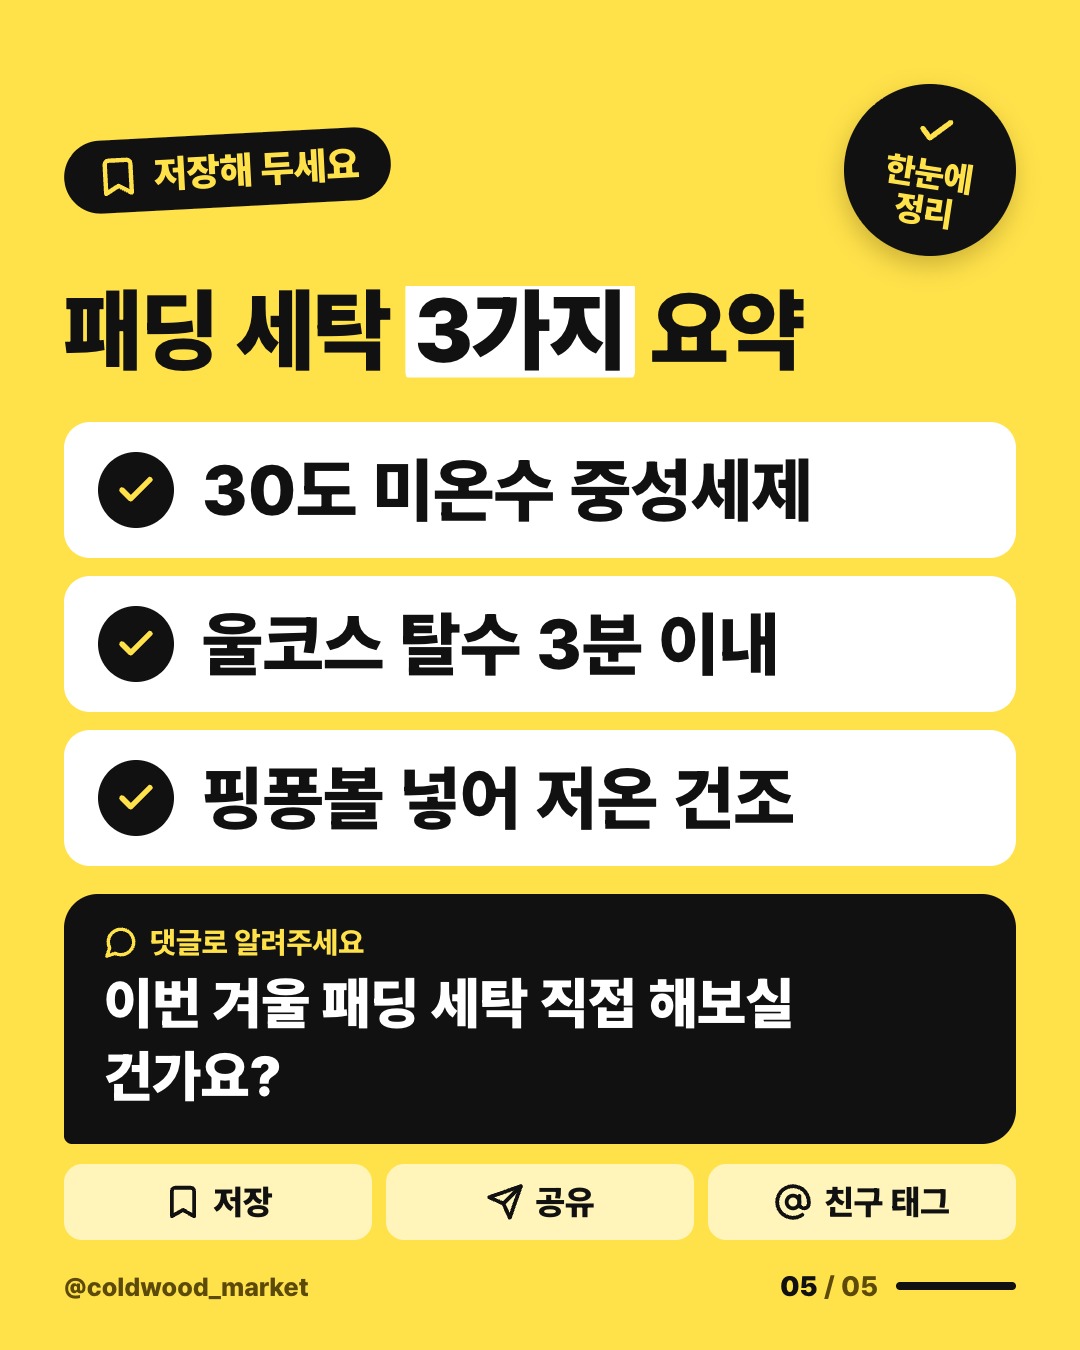 저장해 두세요
한눈에
정리
패딩 세탁 3가지 요약
30도 미온수 중성세제
울코스 탈수 3분 이내
핑퐁볼 넣어 저온 건조
댓글로 알려주세요
이번 겨울 패딩 세탁 직접 해보실
건가요?
저장
공유
친구 태그
@coldwood_market
05 / 05